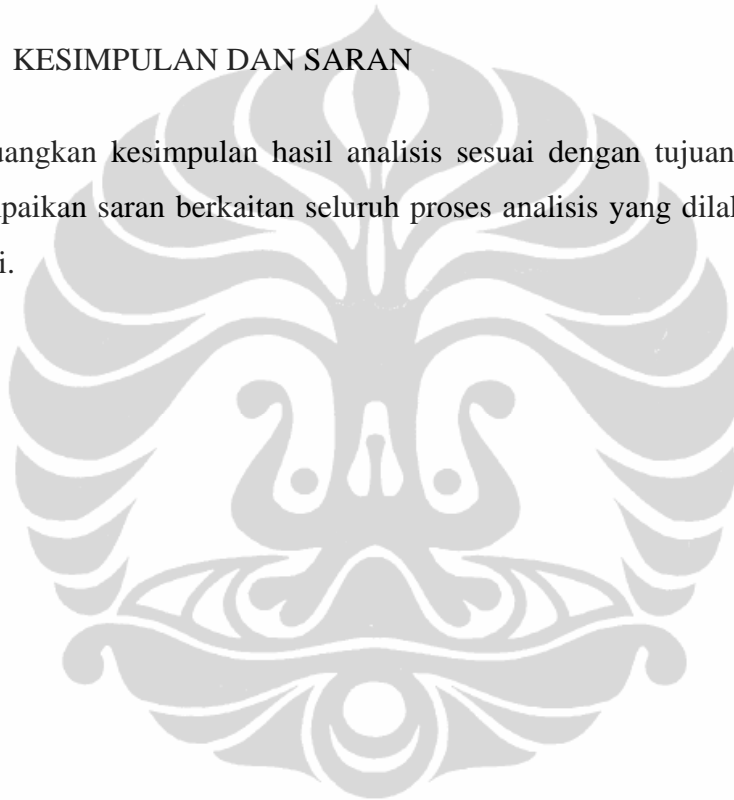 KESIMPULAN DAN SARAN
uangkan kesimpulan hasil analisis sesuai dengan tujuan
paikan saran berkaitan seluruh proses analisis yang dilak
i.